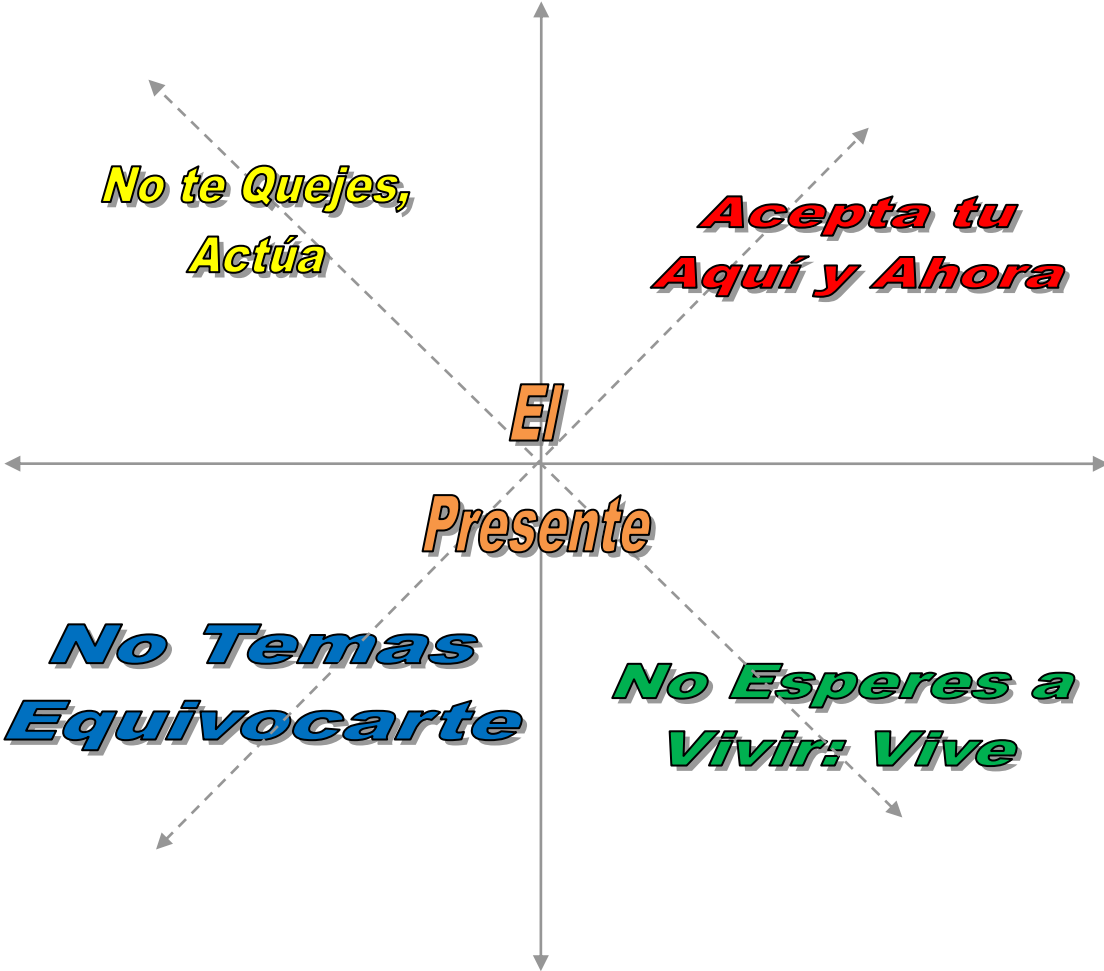 No te Quejes,
Actúa
Acepta tu
Aquí y Ahora
El
Presente
No Temas
Equivocarte
No Esperes a
Vivir: Vive